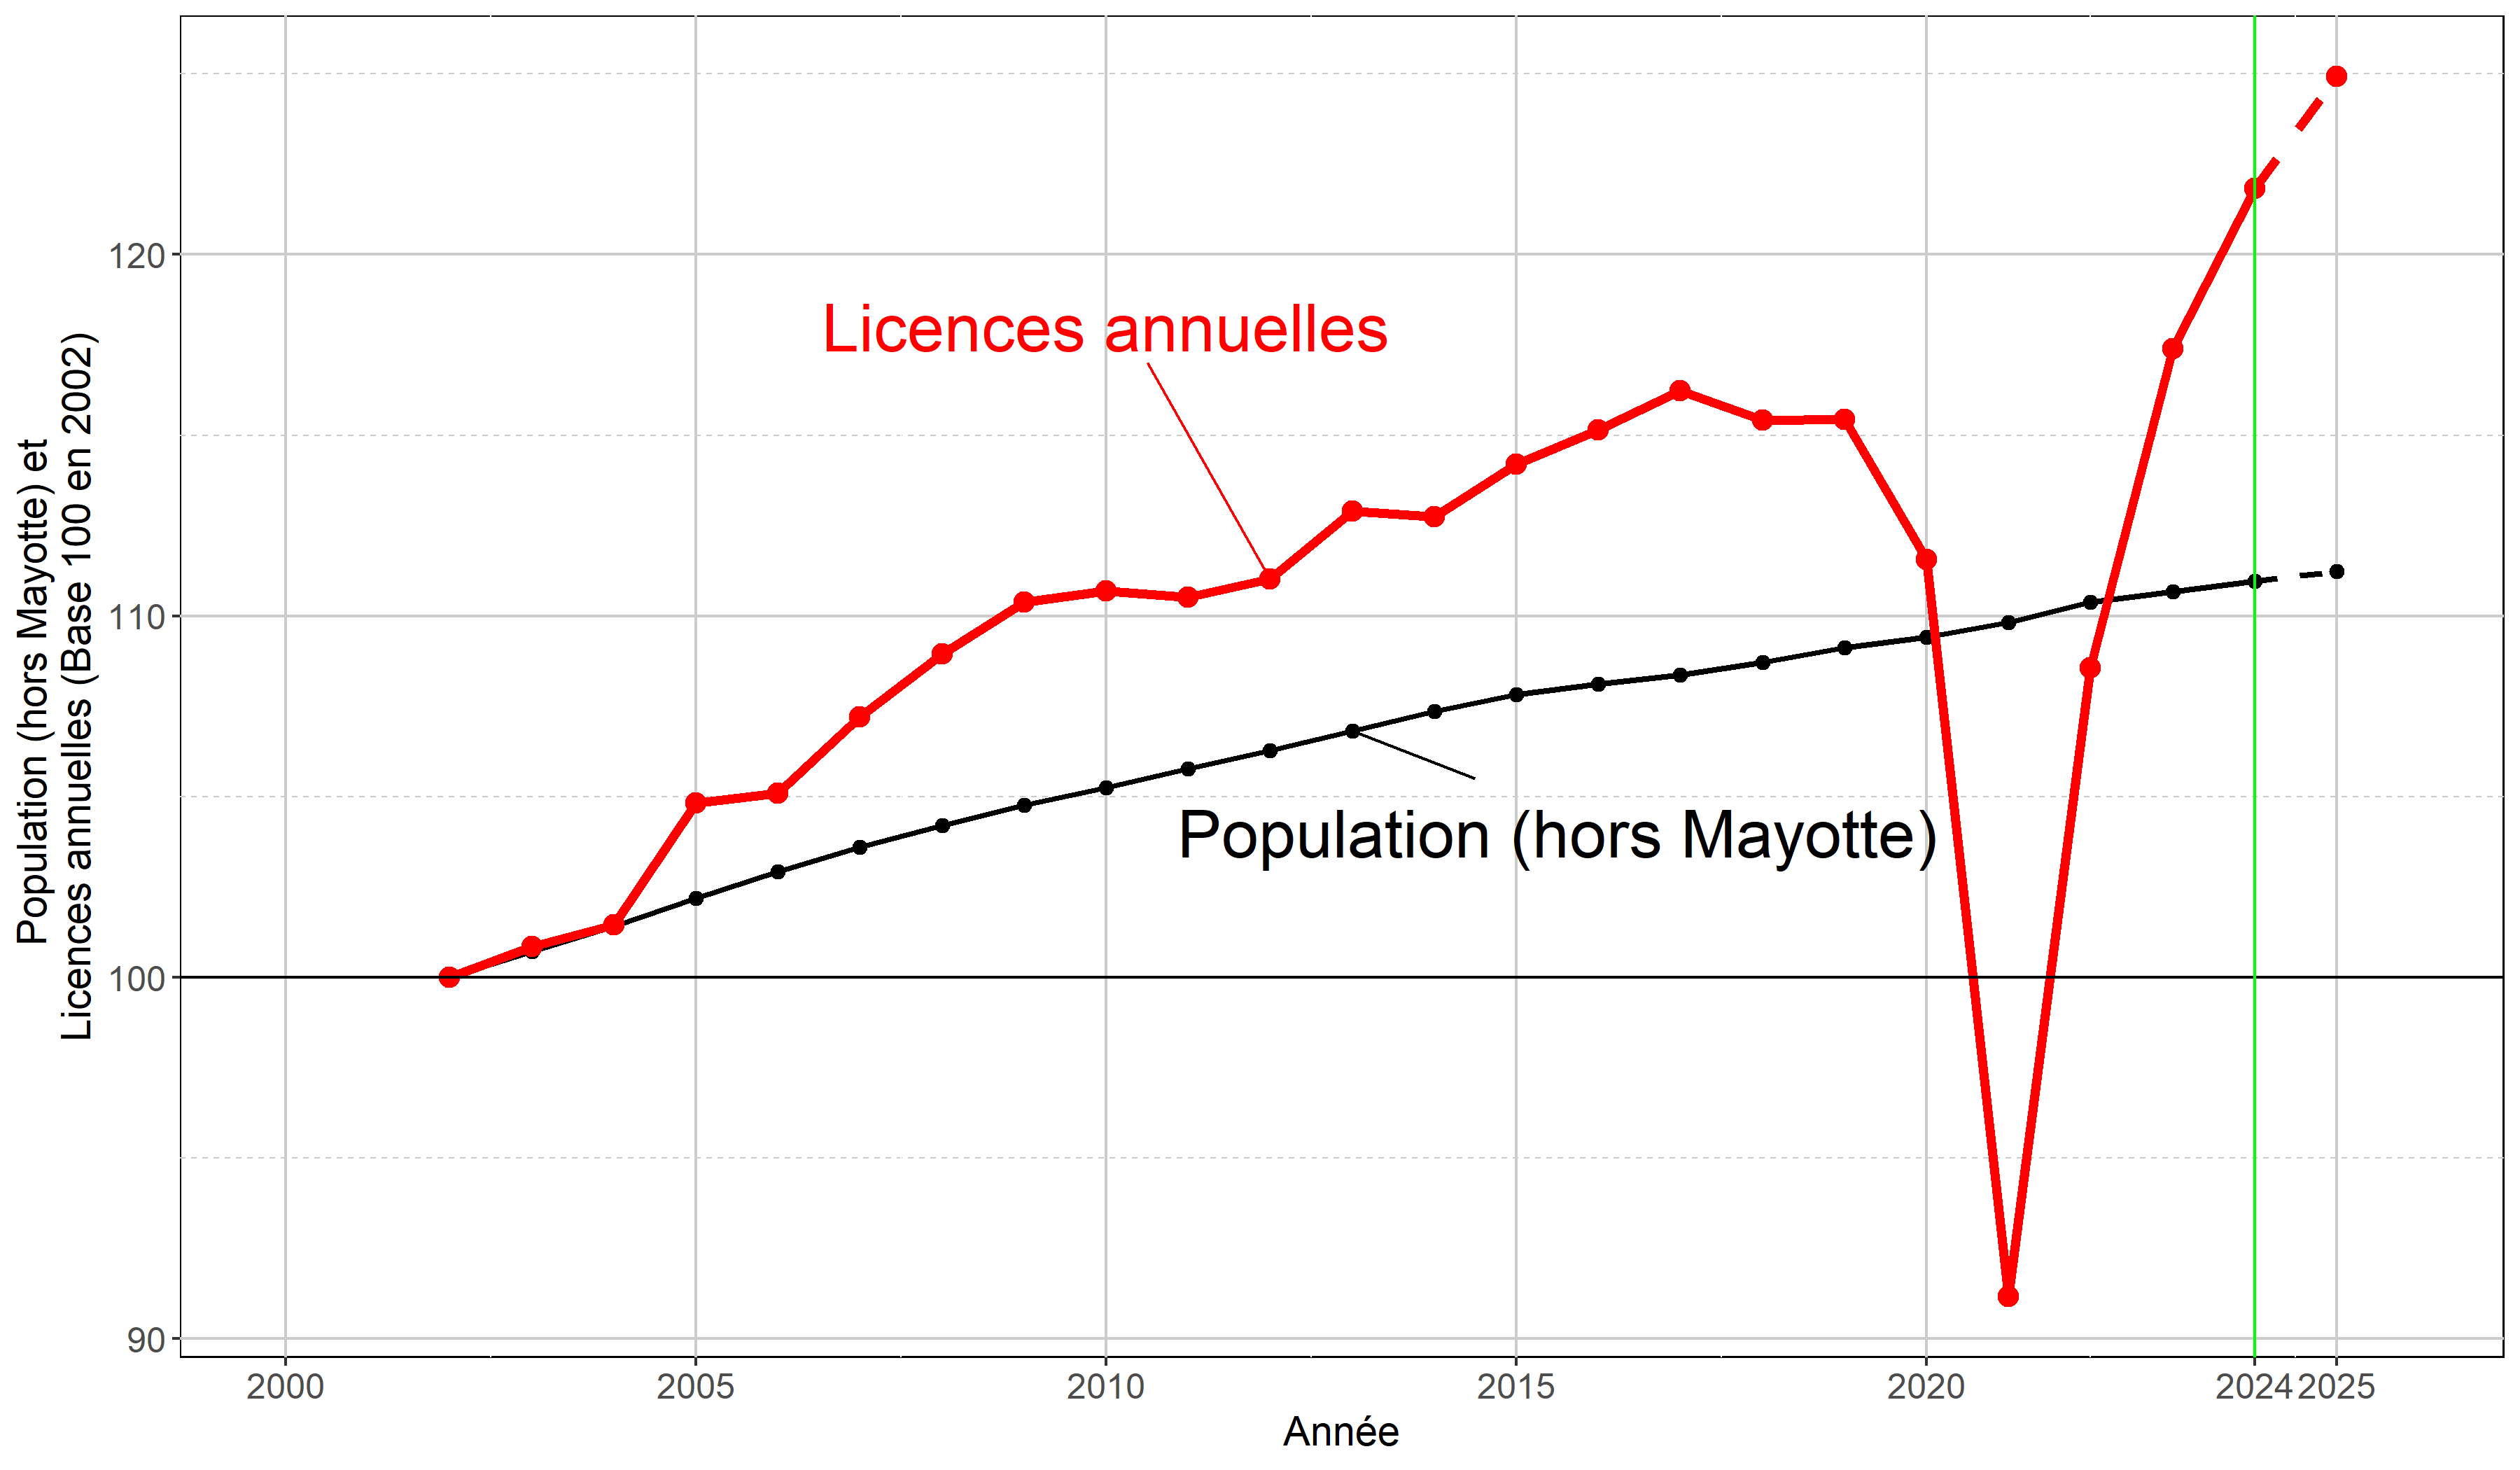 Population (hors Mayotte) et
Licences annuelles (Base 100 en 2002)
120
110
100
90
Licences annuelles
Population (hors Mayotte)
2000
2005
2010
2015
2020
2024
2025
Année